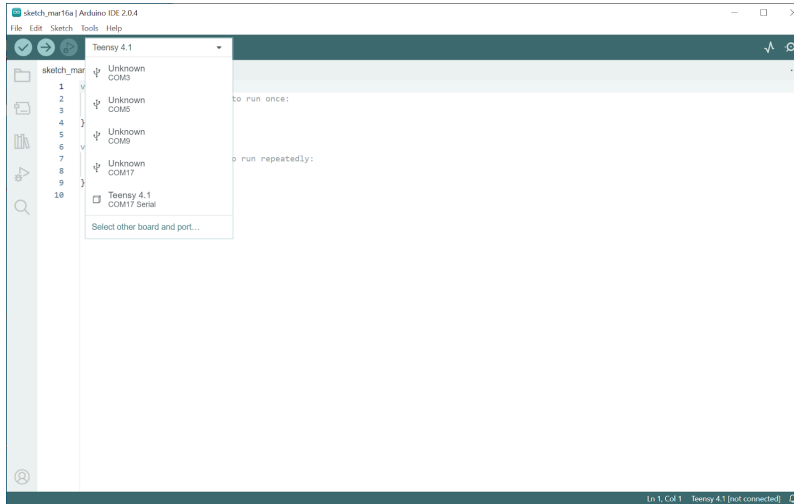 sketch_mar16a | Arduino IDE 2.0.4
File Edit Sketch Tools Help
Teensy 4.1
sketch_mar
Unknown
COM3
Unknown
COM5
Unknown
COM9
Unknown
COM17
Teensy 4.1
COM17 Serial
Select other board and port...
1 v
2 to run once:
3
4 }
5
6 v
7 o run repeatedly:
8
9 }
10
Ln 1, Col 1 Teensy 4.1 [not connected]